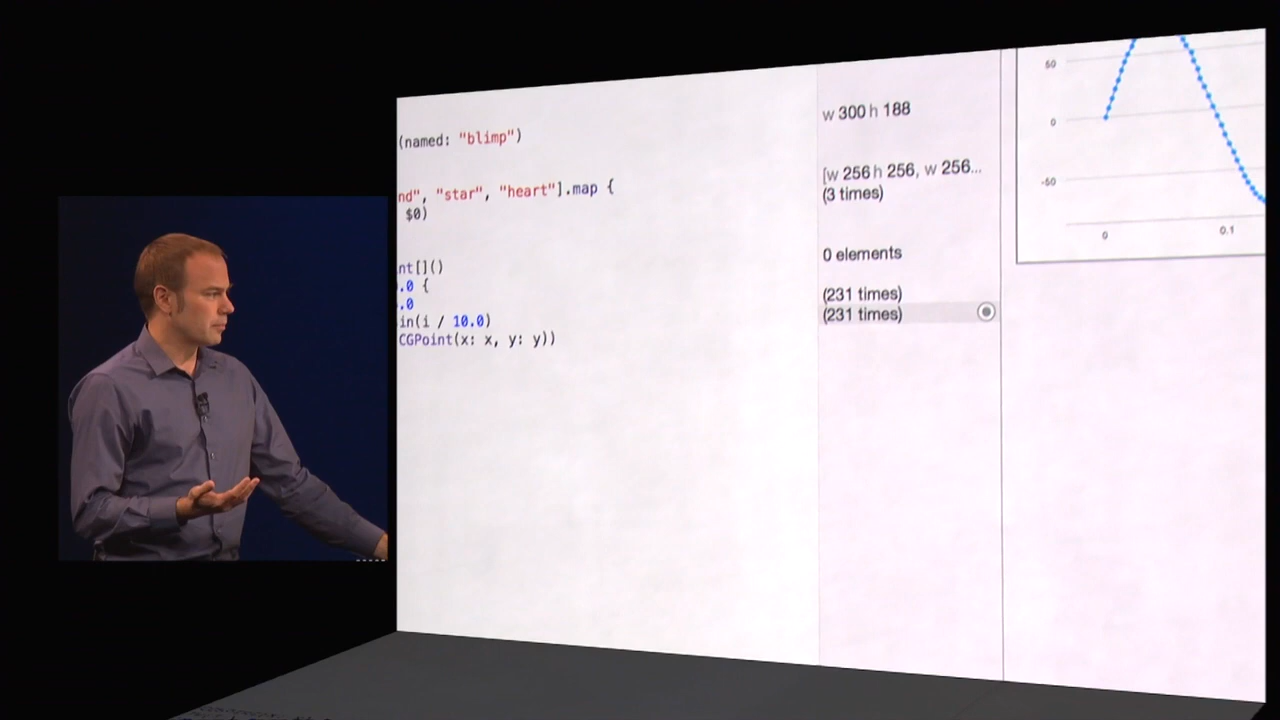 (named: "blimp")
nd", "star", "heart"].map {
$0)
nt[]()
.0 {
.0
in(i / 10.0)
CGPoint(x: x, y: y))
w 300 h 188
[w 256 h 256, w 256...
(3 times)
0 elements
(231 times)
(231 times)
50
0
-50
0
0.1